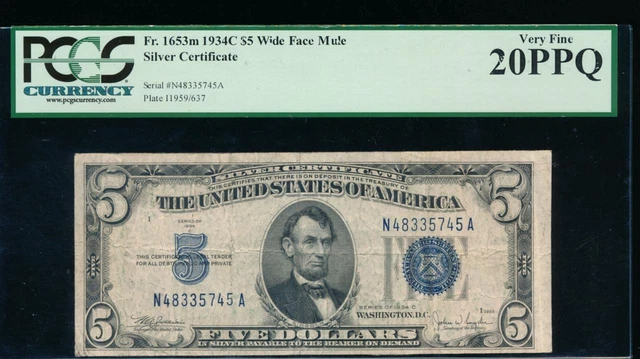 PCGS
CURRENCY
www.pcgscurrency.com
Fr. 1653m 1934C $5 Wide Face Mule
Silver Certificate
Serial #N48335745A
Plate I1959/637
Very Fine
20PPQ
SILVER CERTIFICATE
THIS CERTIFIES THAT THERE IS ON DEPOSIT IN THE TREASURY OF
THE UNITED STATES OF AMERICA
5
5
I
SERIES OF
1934
N48335745A
5
THIS CERTIFICATE IS LEGAL TENDER
FOR ALL DEBTS PUBLIC AND PRIVATE
FIVE
N48335745A
SERIES OF 1934 C
WASHINGTON, D.C.
John W. Snyder
5
5
FIVE DOLLARS
IN SILVER PAYABLE TO THE BEARER ON DEMAND